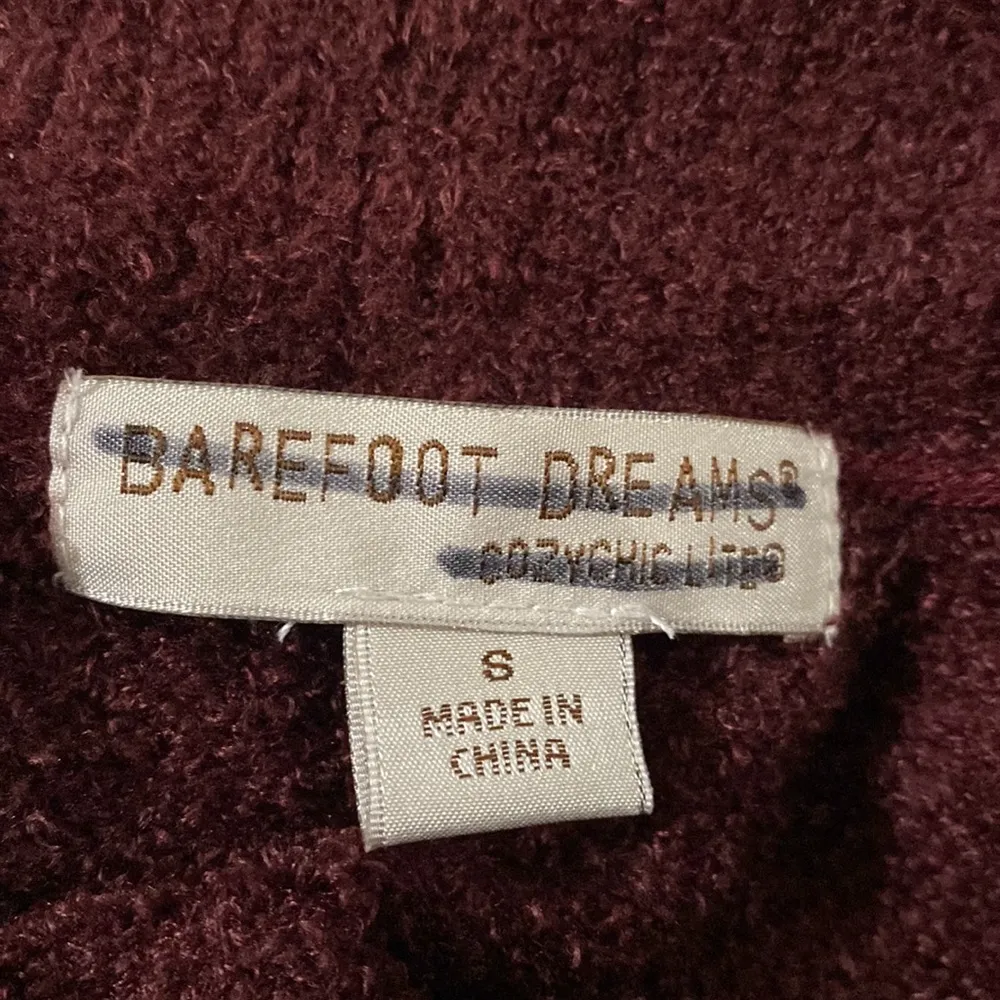 BAREFOOT DREAMS®
COZYCHIC LITE®
S
MADE IN
CHINA